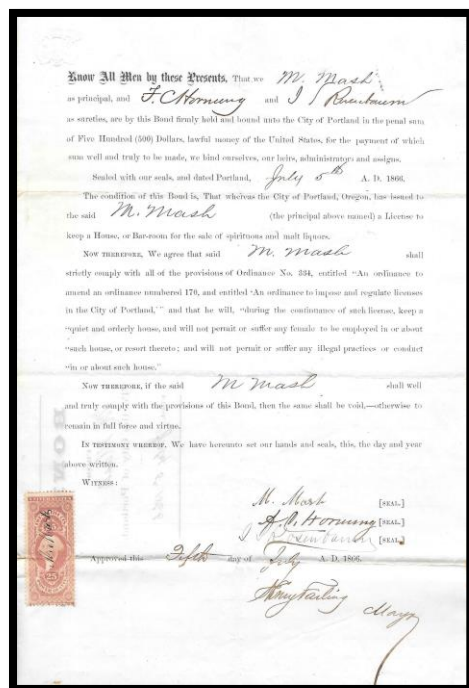 Know All Men by these Presents, That we M. Mash
as principal, and F. C. Hornung and J Rosenbaum
as sureties, are by this Bond firmly held and bound unto the City of Portland in the penal sum
of Five Hundred (500) Dollars, lawful money of the United States, for the payment of which
sum well and truly to be made, we bind ourselves, our heirs, administrators and assigns.
Sealed with our seals, and dated Portland, July 5th A. D. 1866.
The condition of this Bond is, That whereas the City of Portland, Oregon, has issued to
the said M. Mash (the principal above named) a License to
keep a House, or Bar-room for the sale of spirituous and malt liquors.
NOW THEREFORE, We agree that said M. Mash shall
strictly comply with all of the provisions of Ordinance No. 334, entitled "An ordinance to
amend an ordinance numbered 170, and entitled "An ordinance to impose and regulate licenses
in the City of Portland,'" and that he will, "during the continuance of such license, keep a
"quiet and orderly house, and will not permit or suffer any female to be employed in or about
"such house, or resort thereto; and will not permit or suffer any illegal practices or conduct
"in or about such house."
NOW THEREFORE, if the said M Mash shall well
and truly comply with the provisions of this Bond, then the same shall be void,—otherwise to
remain in full force and virtue.
IN TESTIMONY WHEREOF, We have hereunto set our hands and seals, this, the day and year
above written.
WITNESS:
M. Mash [SEAL.]
Hornung [SEAL.]
J Rosenbaum [SEAL.]
Approved this Fifth day of July A. D. 1866.
Henry Failing
Mayor